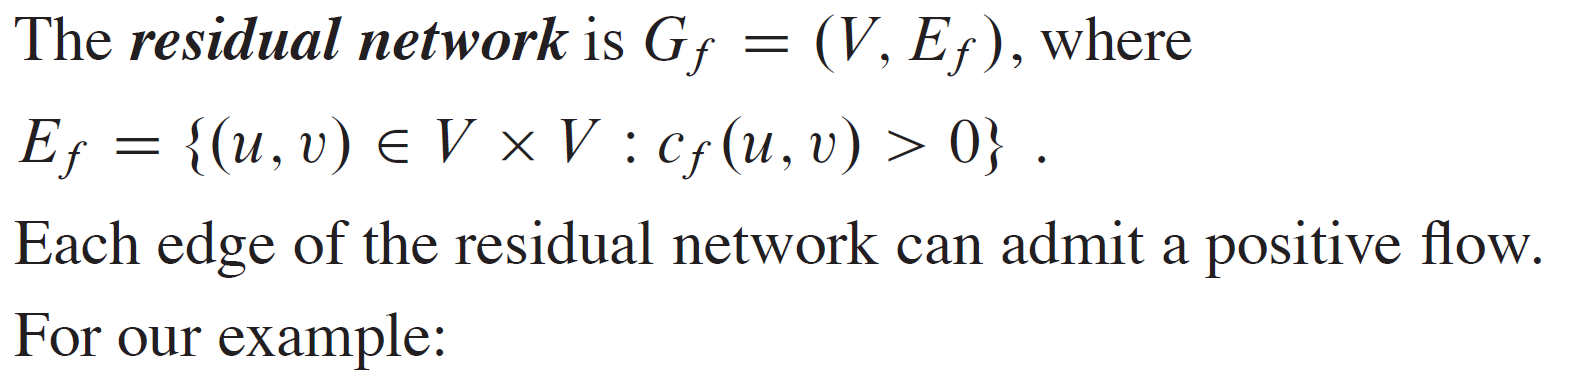 The residual network is G_f = (V, E_f), where
E_f = {(u, v) ∈ V × V : c_f(u, v) > 0} .
Each edge of the residual network can admit a positive flow.
For our example: